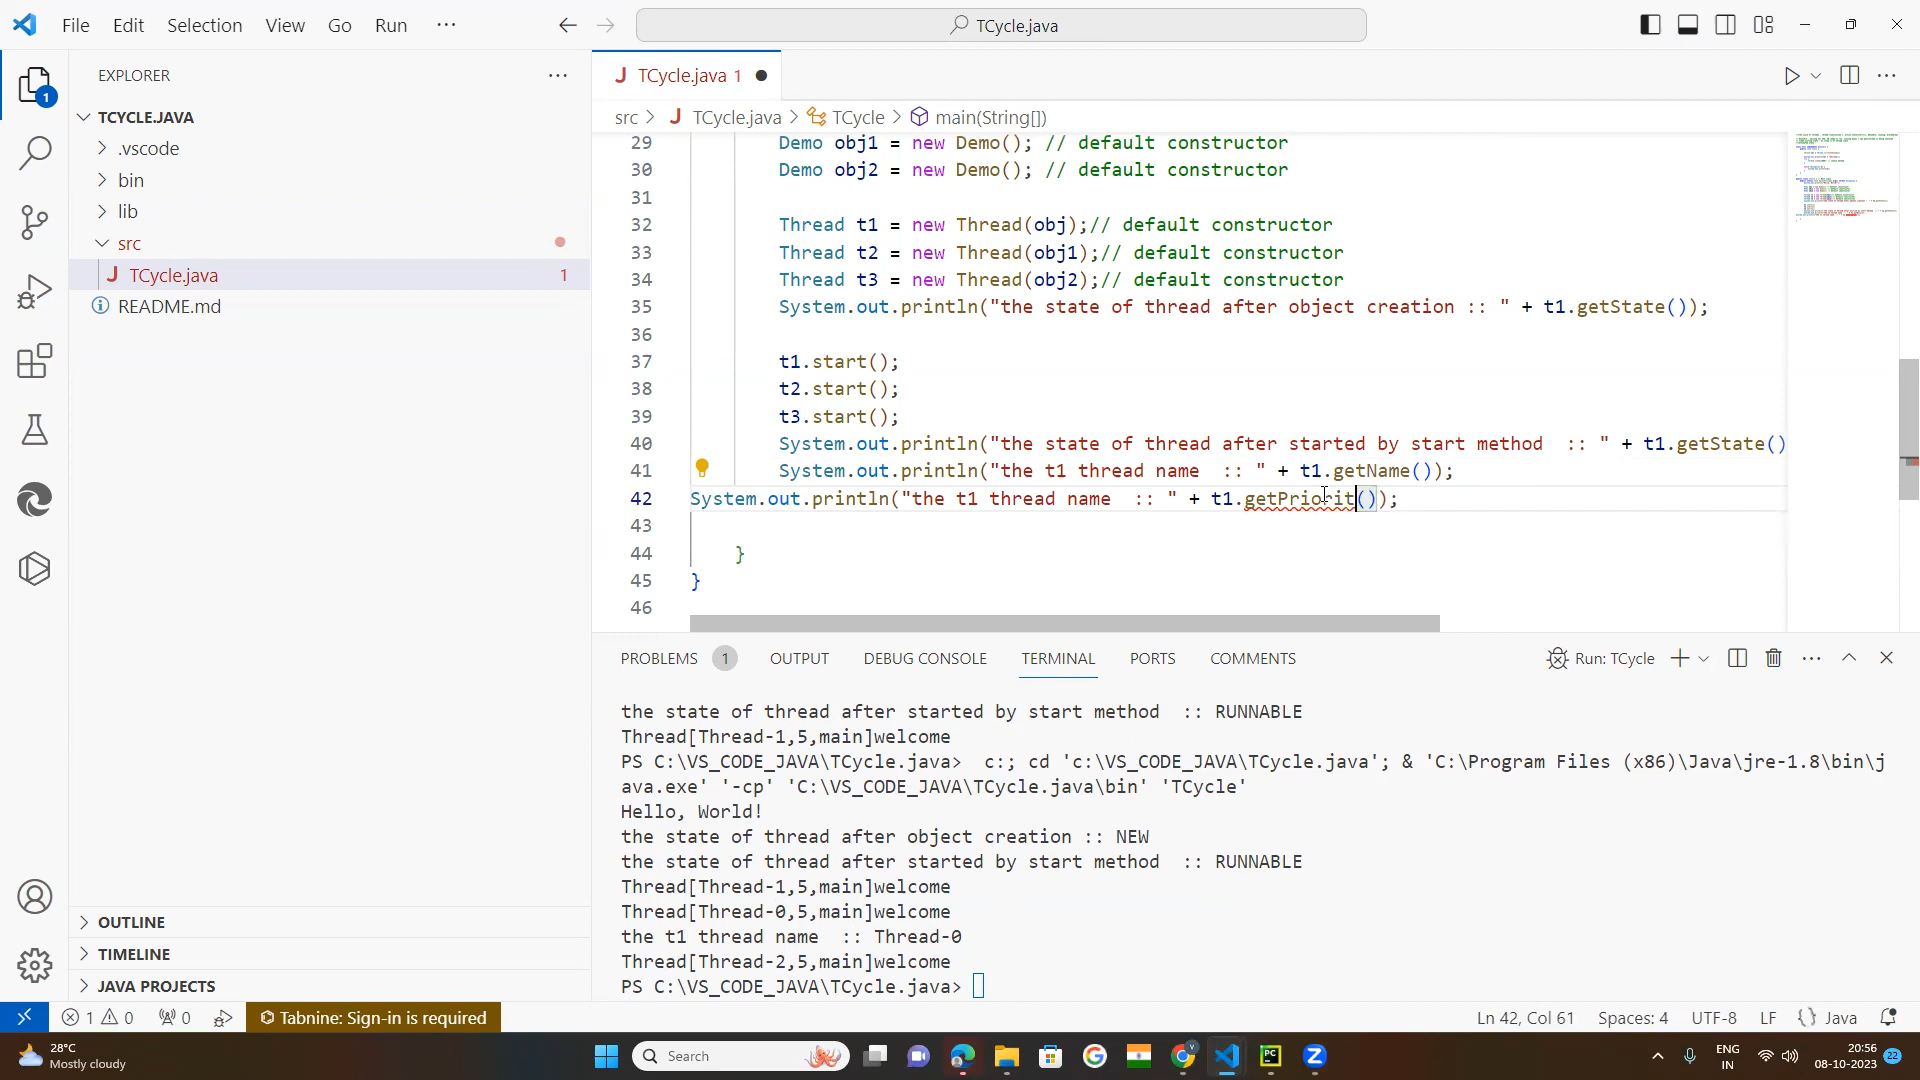 File Edit Selection View Go Run ···
TCycle.java
EXPLORER
TCYCLE.JAVA
.vscode
bin
lib
src
TCycle.java 1
README.md
OUTLINE
TIMELINE
JAVA PROJECTS
1
J TCycle.java 1
src > J TCycle.java > TCycle > main(String[])
29 Demo obj1 = new Demo(); // default constructor
30 Demo obj2 = new Demo(); // default constructor
31
32 Thread t1 = new Thread(obj);// default constructor
33 Thread t2 = new Thread(obj1);// default constructor
34 Thread t3 = new Thread(obj2);// default constructor
35 System.out.println("the state of thread after object creation :: " + t1.getState());
36
37 t1.start();
38 t2.start();
39 t3.start();
40 System.out.println("the state of thread after started by start method  :: " + t1.getState()
41 System.out.println("the t1 thread name  :: " + t1.getName());
42 System.out.println("the t1 thread name  :: " + t1.getPriorit());
43
44 }
45 }
46
PROBLEMS 1 OUTPUT DEBUG CONSOLE TERMINAL PORTS COMMENTS Run: TCycle
the state of thread after started by start method  :: RUNNABLE
Thread[Thread-1,5,main]welcome
PS C:\VS_CODE_JAVA\TCycle.java>  c:; cd 'c:\VS_CODE_JAVA\TCycle.java'; & 'C:\Program Files (x86)\Java\jre-1.8\bin\j
ava.exe' '-cp' 'C:\VS_CODE_JAVA\TCycle.java\bin' 'TCycle'
Hello, World!
the state of thread after object creation :: NEW
the state of thread after started by start method  :: RUNNABLE
Thread[Thread-1,5,main]welcome
Thread[Thread-0,5,main]welcome
the t1 thread name  :: Thread-0
Thread[Thread-2,5,main]welcome
PS C:\VS_CODE_JAVA\TCycle.java>
1 0 0 Tabnine: Sign-in is required Ln 42, Col 61 Spaces: 4 UTF-8 LF {} Java
28°C
Mostly cloudy
Search
ENG
IN
20:56
08-10-2023
22